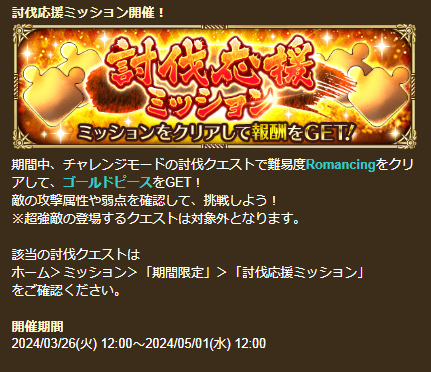 討伐応援ミッション開催！
討伐応援
ミッション
ミッションをクリアして報酬をGET!
期間中、チャレンジモードの討伐クエストで難易度Romancingをクリ
アして、ゴールドピースをGET！
敵の攻撃属性や弱点を確認して、挑戦しよう！
※超強敵の登場するクエストは対象外となります。
該当の討伐クエストは
ホーム＞ミッション＞「期間限定」＞「討伐応援ミッション」
をご確認ください。
開催期間
2024/03/26(火) 12:00～2024/05/01(水) 12:00